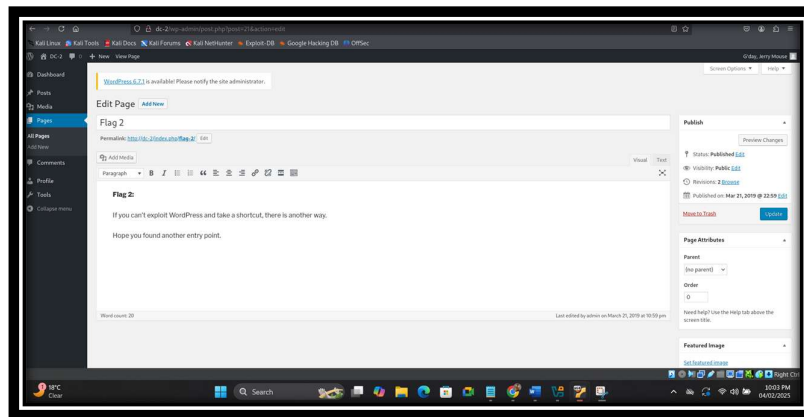 dc-2/wp-admin/post.php?post=21&action=edit
Kali Linux Kali Tools Kali Docs Kali Forums Kali NetHunter Exploit-DB Google Hacking DB OffSec
DC-2 0 + New View Page G'day, Jerry Mouse
Screen Options Help
Dashboard
WordPress 6.7.1 is available! Please notify the site administrator.
Posts
Media
Pages
All Pages
Add New
Comments
Profile
Tools
Collapse menu
Edit Page Add New
Flag 2
Permalink: http://dc-2/index.php/flag-2/ Edit
Add Media Visual Text
Paragraph B I
Flag 2:
If you can't exploit WordPress and take a shortcut, there is another way.
Hope you found another entry point.
Word count: 20 Last edited by admin on March 21, 2019 at 10:59 pm
Publish
Preview Changes
Status: Published Edit
Visibility: Public Edit
Revisions: 2 Browse
Published on: Mar 21, 2019 @ 22:59 Edit
Move to Trash Update
Page Attributes
Parent
(no parent)
Order
0
Need help? Use the Help tab above the
screen title.
Featured Image
Set featured image
Right Ctrl
18°C
Clear
Search
10:03 PM
04/02/2025